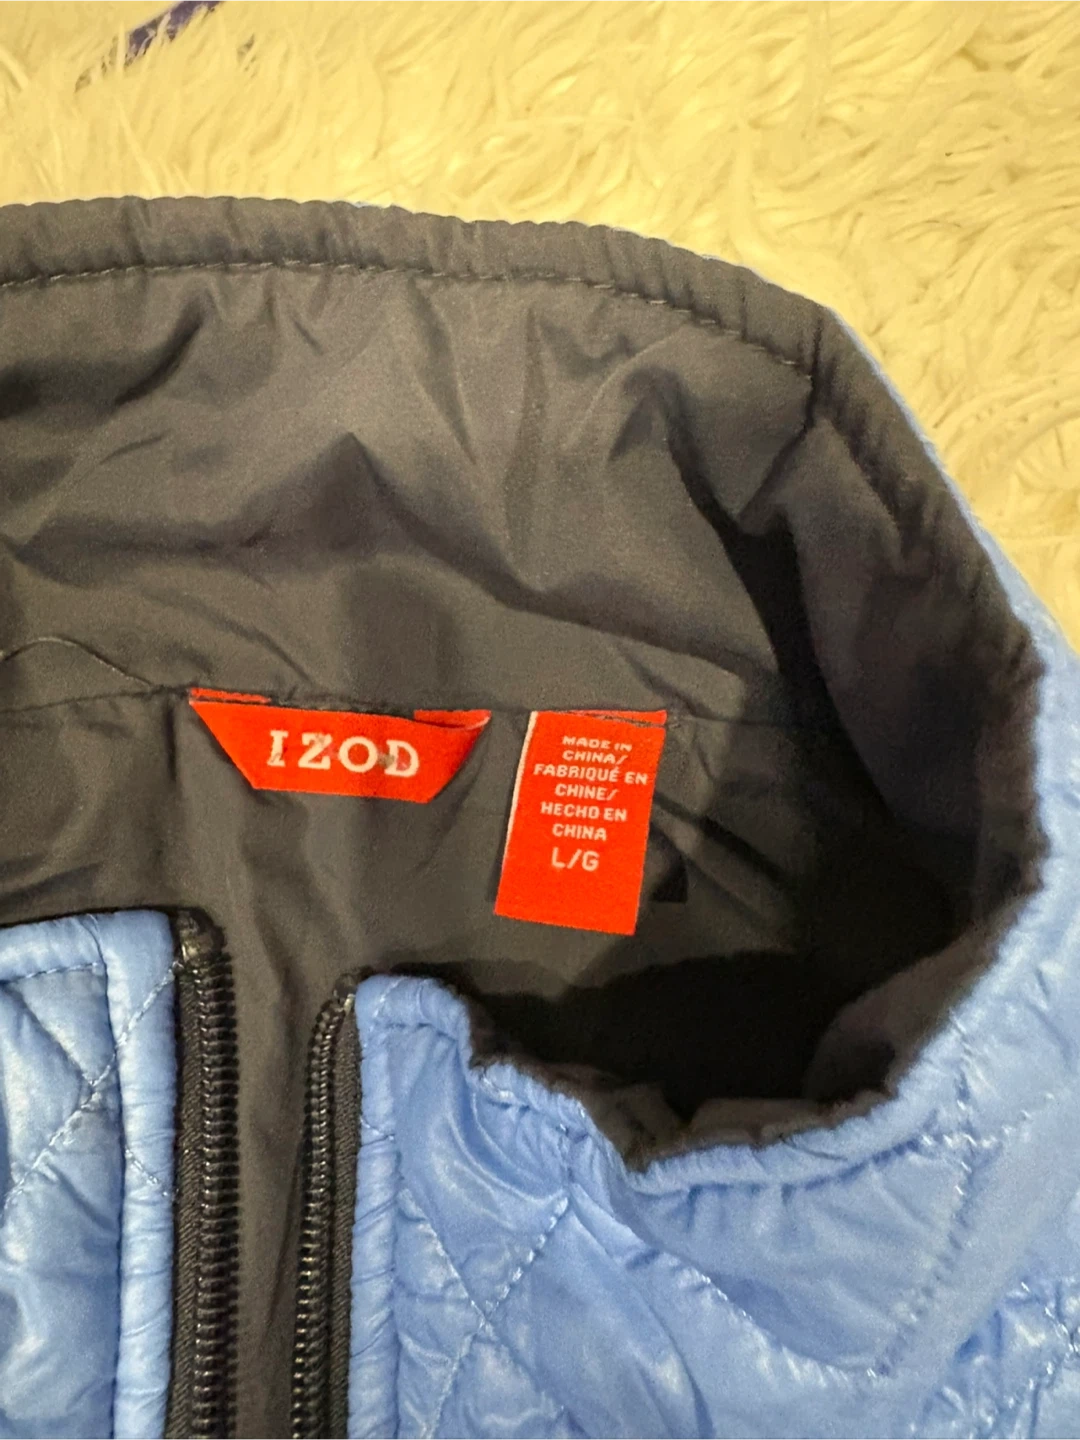 IZOD
MADE IN
CHINA/
FABRIQUÉ EN
CHINE/
HECHO EN
CHINA
L/G